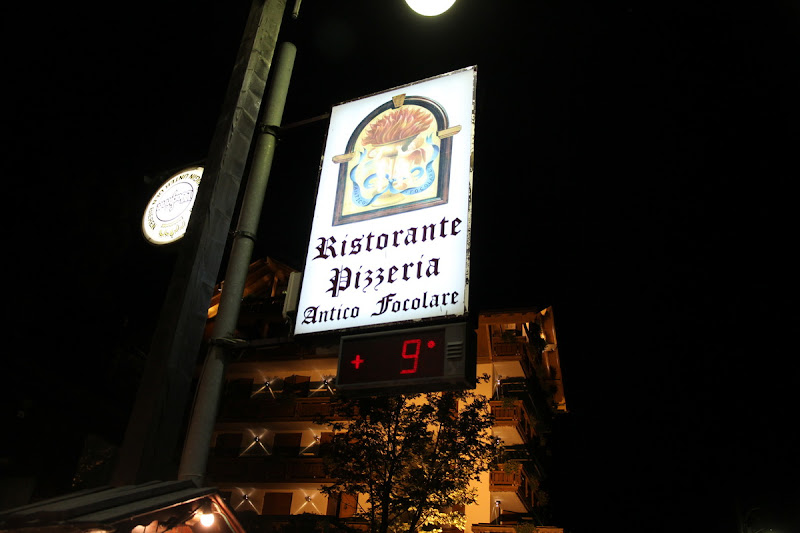 Ristorante
Pizzeria
Antico Focolare
+ 9°